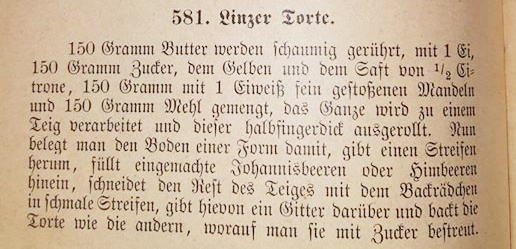 581. Linzer Torte.
150 Gramm Butter werden schaumig gerührt, mit 1 Ei,
150 Gramm Zucker, dem Gelben und dem Saft von 1/2 Ci-
trone, 150 Gramm mit 1 Eiweiß fein gestoßenen Mandeln
und 150 Gramm Mehl gemengt, das Ganze wird zu einem
Teig verarbeitet und dieser halbfingerdick ausgerollt. Nun
belegt man den Boden einer Form damit, gibt einen Streifen
herum, füllt eingemachte Johannisbeeren oder Himbeeren
hinein, schneidet den Rest des Teiges mit dem Backrädchen
in schmale Streifen, gibt hievon ein Gitter darüber und backt die
Torte wie die andern, worauf man sie mit Zucker bestreut.